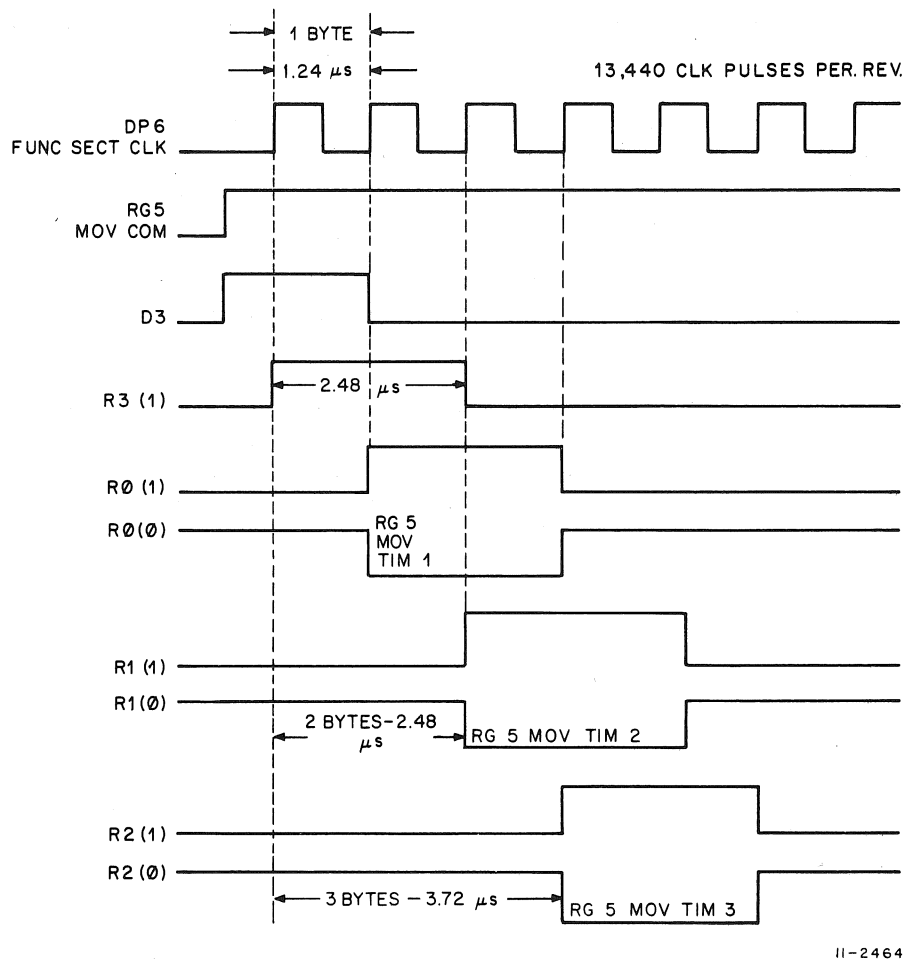 1 BYTE
1.24 μs
13,440 CLK PULSES PER. REV.
DP6
FUNC SECT CLK
RG5
MOV COM
D3
2.48 μs
R3 (1)
RØ (1)
RØ(0)
RG 5
MOV
TIM 1
R1 (1)
R1(Ø)
2 BYTES-2.48
μs
RG 5 MOV TIM 2
R2 (1)
R2 (Ø)
3 BYTES - 3.72 μs
RG 5 MOV TIM 3
11-2464